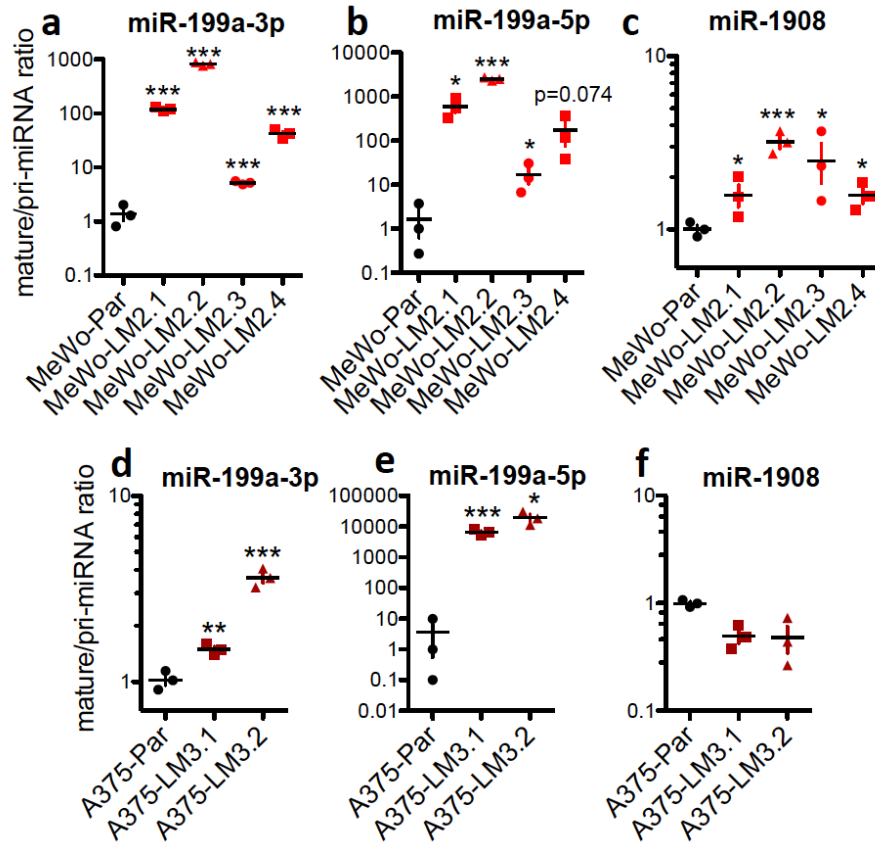 a
miR-199a-3p
mature/pri-miRNA ratio
1000
100
10
1
0.1
***
***
***
***
MeWo-Par
MeWo-LM2.1
MeWo-LM2.2
MeWo-LM2.3
MeWo-LM2.4
b
miR-199a-5p
10000
1000
100
10
1
0.1
*
***
*
p=0.074
MeWo-Par
MeWo-LM2.1
MeWo-LM2.2
MeWo-LM2.3
MeWo-LM2.4
c
miR-1908
10
1
*
***
*
*
MeWo-Par
MeWo-LM2.1
MeWo-LM2.2
MeWo-LM2.3
MeWo-LM2.4
d
miR-199a-3p
mature/pri-miRNA ratio
10
1
**
***
A375-Par
A375-LM3.1
A375-LM3.2
e
miR-199a-5p
100000
10000
1000
100
10
1
0.1
0.01
***
*
A375-Par
A375-LM3.1
A375-LM3.2
f
miR-1908
10
1
0.1
A375-Par
A375-LM3.1
A375-LM3.2